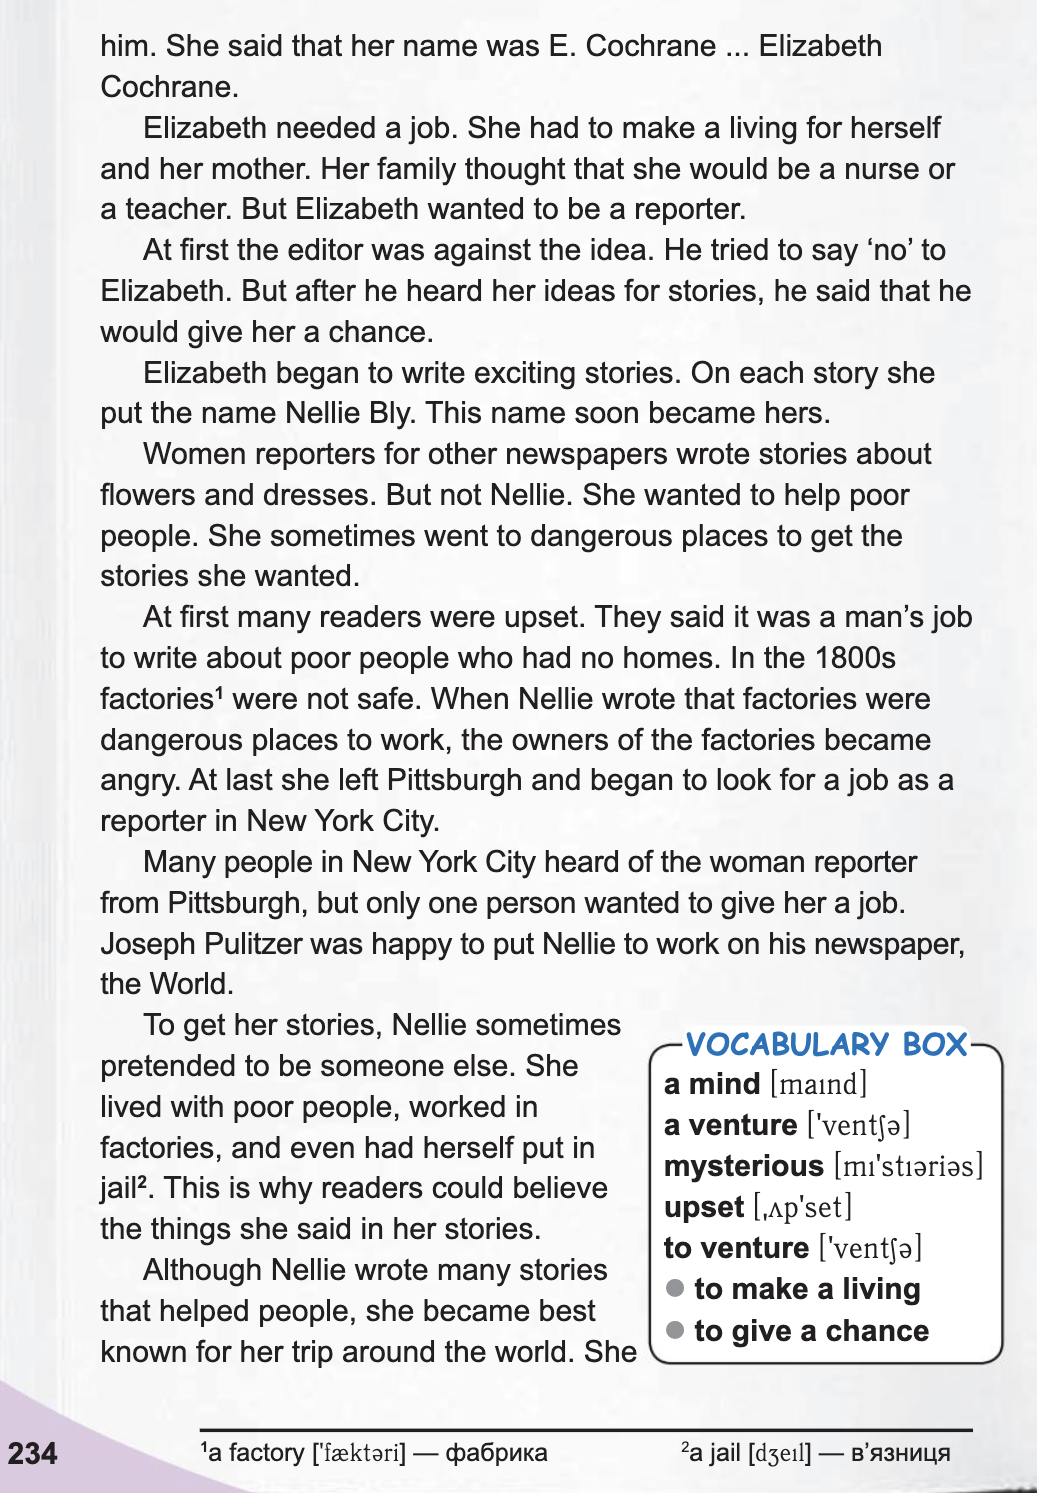 him. She said that her name was E. Cochrane ... Elizabeth
Cochrane.
Elizabeth needed a job. She had to make a living for herself
and her mother. Her family thought that she would be a nurse or
a teacher. But Elizabeth wanted to be a reporter.
At first the editor was against the idea. He tried to say ‘no’ to
Elizabeth. But after he heard her ideas for stories, he said that he
would give her a chance.
Elizabeth began to write exciting stories. On each story she
put the name Nellie Bly. This name soon became hers.
Women reporters for other newspapers wrote stories about
flowers and dresses. But not Nellie. She wanted to help poor
people. She sometimes went to dangerous places to get the
stories she wanted.
At first many readers were upset. They said it was a man’s job
to write about poor people who had no homes. In the 1800s
factories¹ were not safe. When Nellie wrote that factories were
dangerous places to work, the owners of the factories became
angry. At last she left Pittsburgh and began to look for a job as a
reporter in New York City.
Many people in New York City heard of the woman reporter
from Pittsburgh, but only one person wanted to give her a job.
Joseph Pulitzer was happy to put Nellie to work on his newspaper,
the World.
To get her stories, Nellie sometimes
pretended to be someone else. She
lived with poor people, worked in
factories, and even had herself put in
jail². This is why readers could believe
the things she said in her stories.
Although Nellie wrote many stories
that helped people, she became best
known for her trip around the world. She
VOCABULARY BOX
a mind [maɪnd]
a venture ['ventʃə]
mysterious [mɪ'stɪəriəs]
upset [ˌʌp'set]
to venture ['ventʃə]
● to make a living
● to give a chance
¹a factory ['fæktəri] — фабрика
²a jail [dʒeɪl] — в’язниця
234